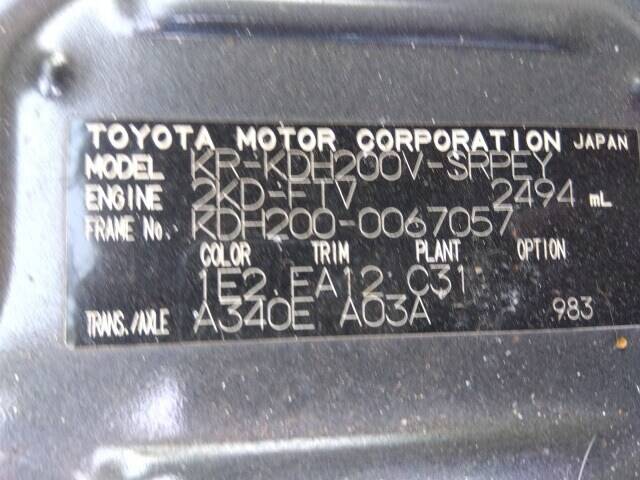 TOYOTA MOTOR CORPORATION JAPAN
MODEL KR-KDH200V-SRPEY
ENGINE 2KD-FTV 2494 mL
FRAME No. KDH200-0067057
COLOR TRIM PLANT OPTION
1E2 FA12 C31
TRANS./AXLE A340E A03A 983